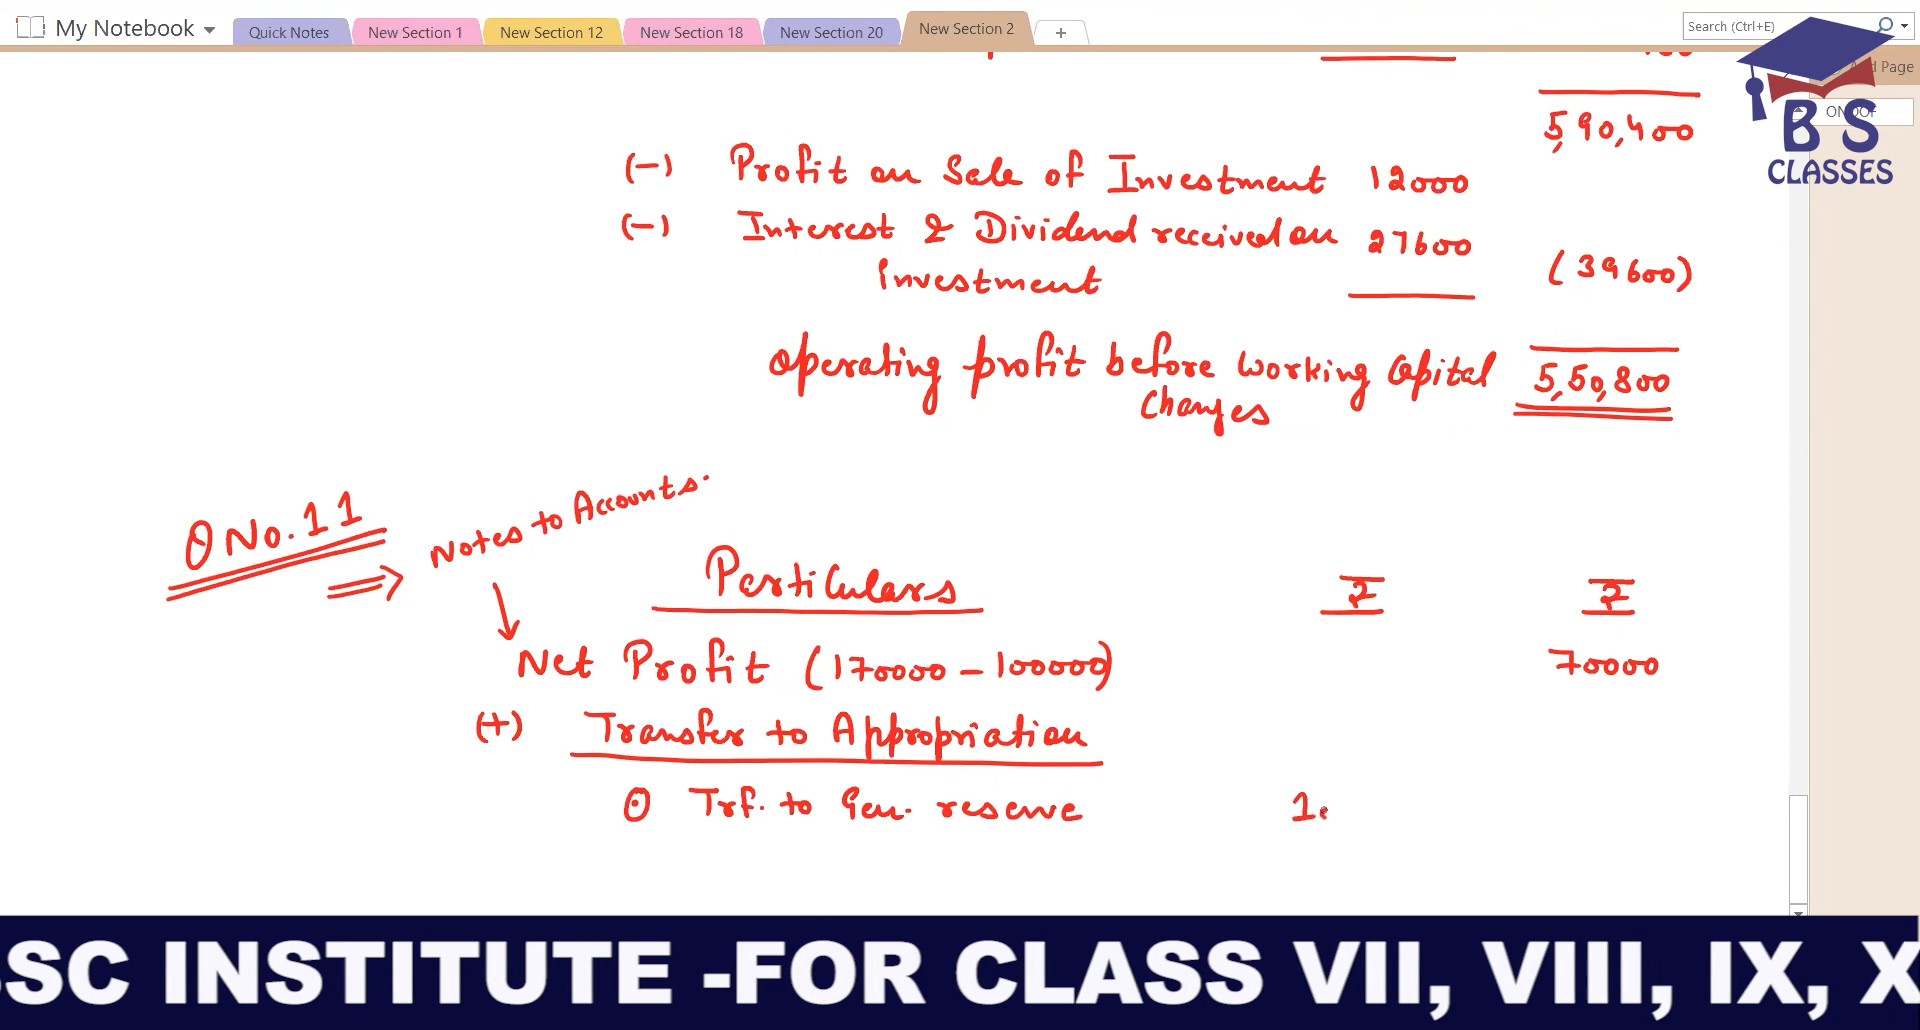 My Notebook
Quick Notes
New Section 1
New Section 12
New Section 18
New Section 20
New Section 2
+
Search (Ctrl+E)
d Page
B S
CLASSES
5,90,400
(-) Profit on Sale of Investment 12000
(-) Interest & Dividend received on 27600
Investment (39600)
Operating profit before working Capital 5,50,800
Changes
Q No. 11
Notes to Accounts.
Particulars ₹ ₹
Net Profit (170000 - 100000) 70000
(+) Transfer to Appropriation
Trf. to Gen. reserve 1
SC INSTITUTE -FOR CLASS VII, VIII, IX, X